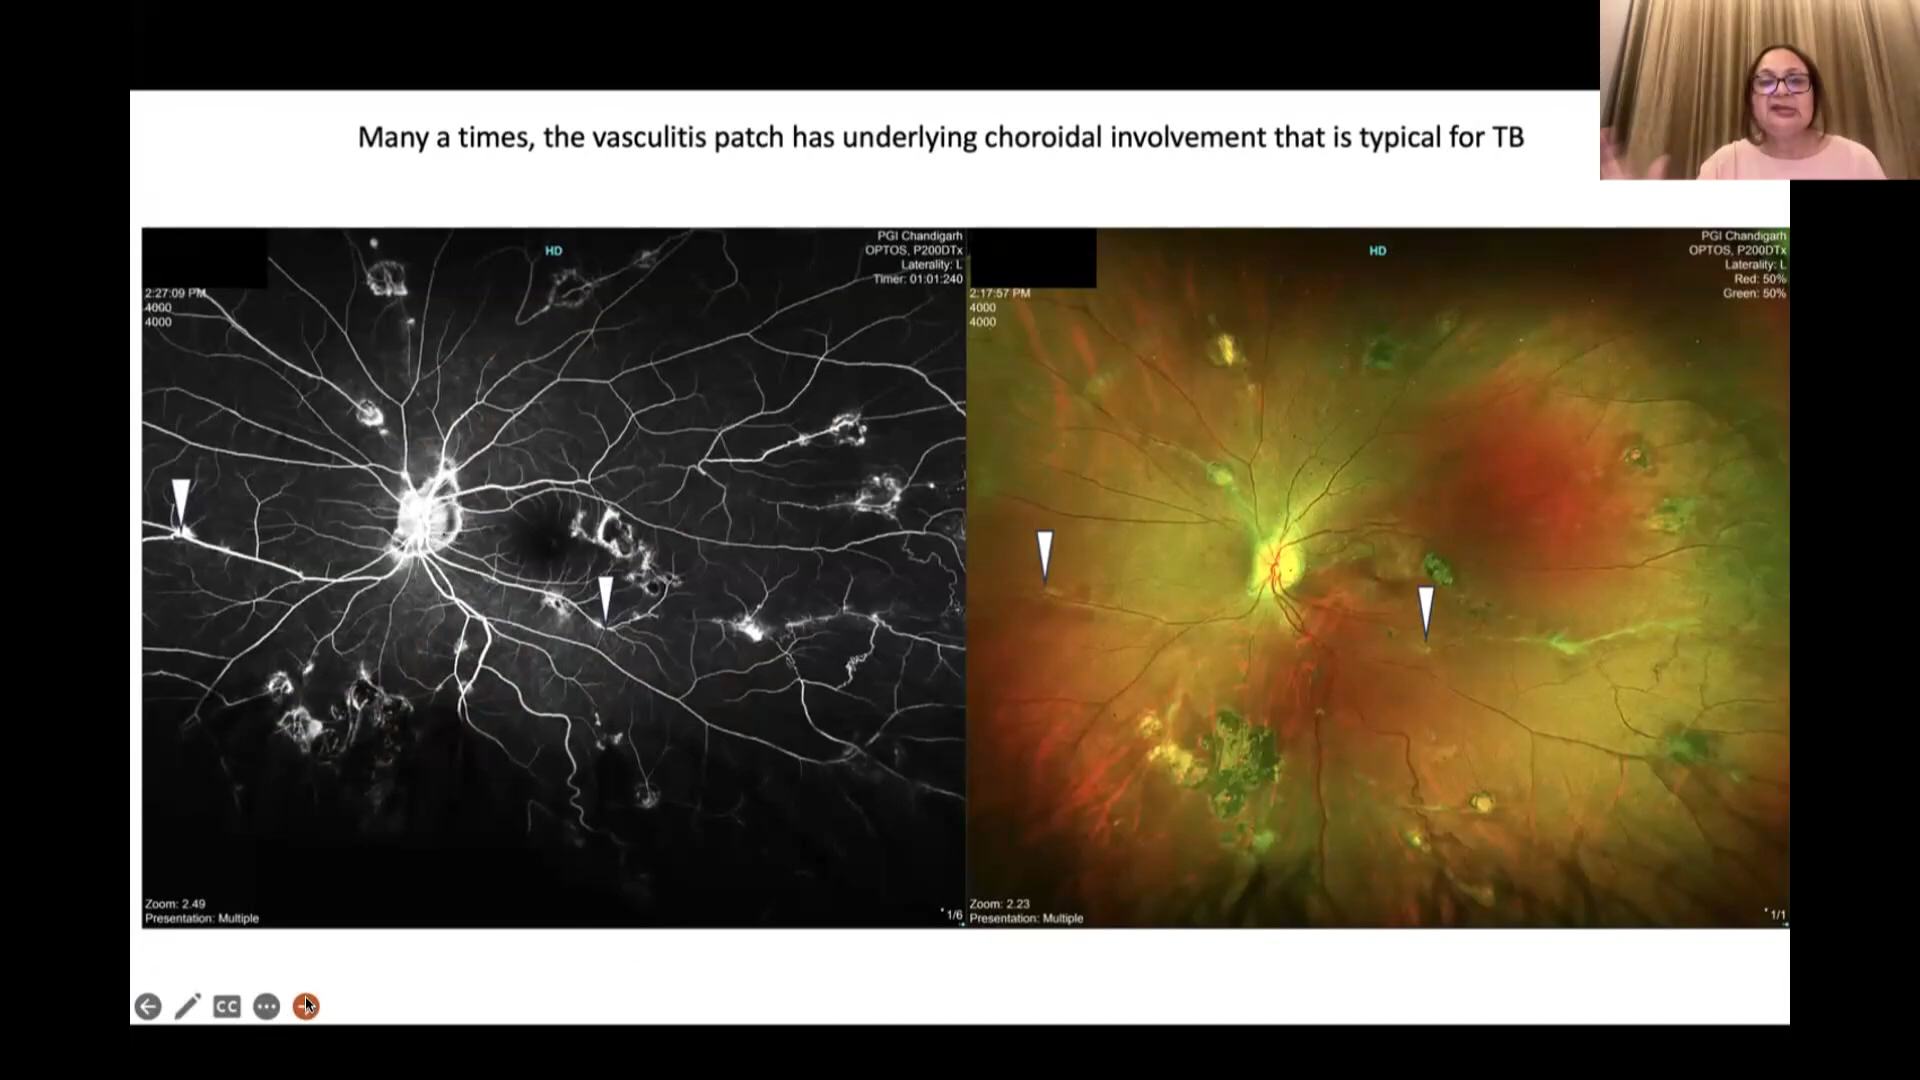 Many a times, the vasculitis patch has underlying choroidal involvement that is typical for TB
HD
PGI Chandigarh
OPTOS, P200DTx
Laterality: L
Timer: 01:01:240
2:27:09 PM
4000
4000
Zoom: 2.49
Presentation: Multiple
* 1/6
HD
PGI Chandigarh
OPTOS, P200DTx
Laterality: L
Red: 50%
Green: 50%
2:17:57 PM
4000
4000
Zoom: 2.23
Presentation: Multiple
* 1/1
CC